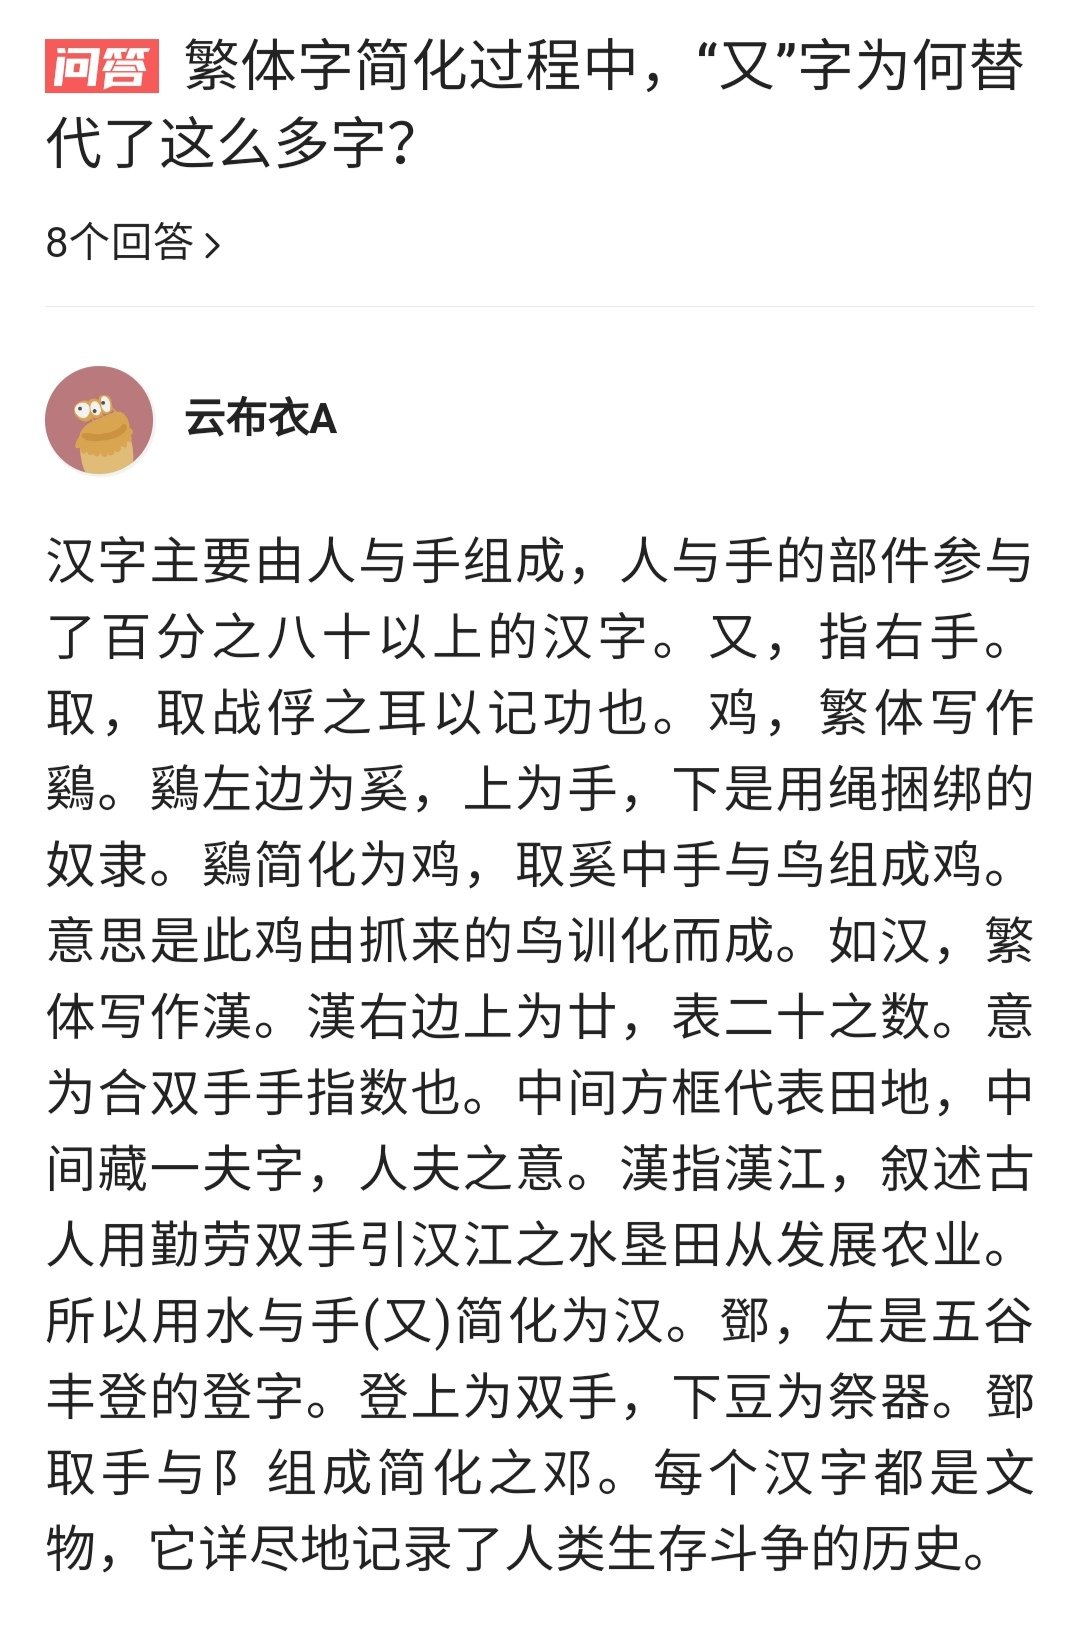 问答 繁体字简化过程中，“又”字为何替
代了这么多字？
8个回答
云布衣A
汉字主要由人与手组成，人与手的部件参与
了百分之八十以上的汉字。又，指右手。
取，取战俘之耳以记功也。鸡，繁体写作
鷄。鷄左边为奚，上为手，下是用绳捆绑的
奴隶。鷄简化为鸡，取奚中手与鸟组成鸡。
意思是此鸡由抓来的鸟训化而成。如汉，繁
体写作漢。漢右边上为廿，表二十之数。意
为合双手手指数也。中间方框代表田地，中
间藏一夫字，人夫之意。漢指漢江，叙述古
人用勤劳双手引汉江之水垦田从发展农业。
所以用水与手(又)简化为汉。鄧，左是五谷
丰登的登字。登上为双手，下豆为祭器。鄧
取手与阝组成简化之邓。每个汉字都是文
物，它详尽地记录了人类生存斗争的历史。